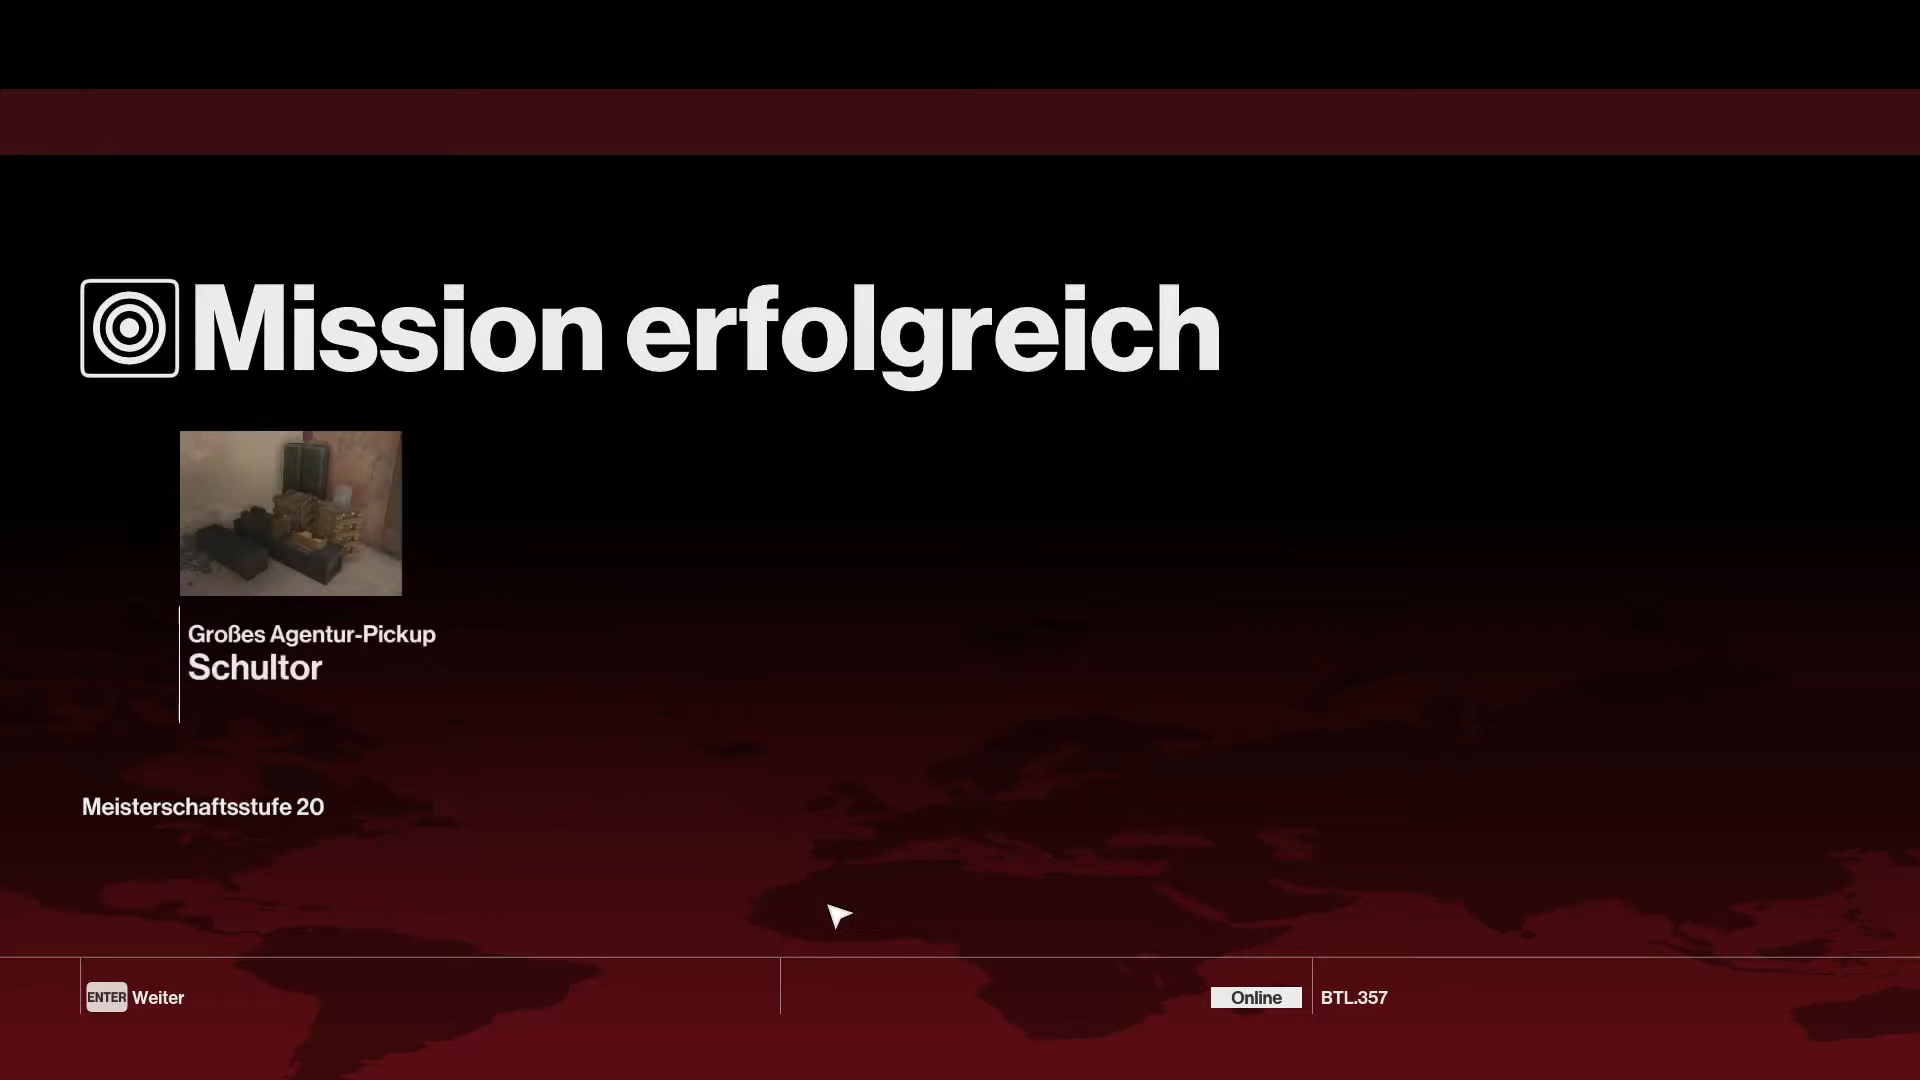 Mission erfolgreich
Großes Agentur-Pickup
Schultor
Meisterschaftsstufe 20
ENTER Weiter
Online
BTL.357